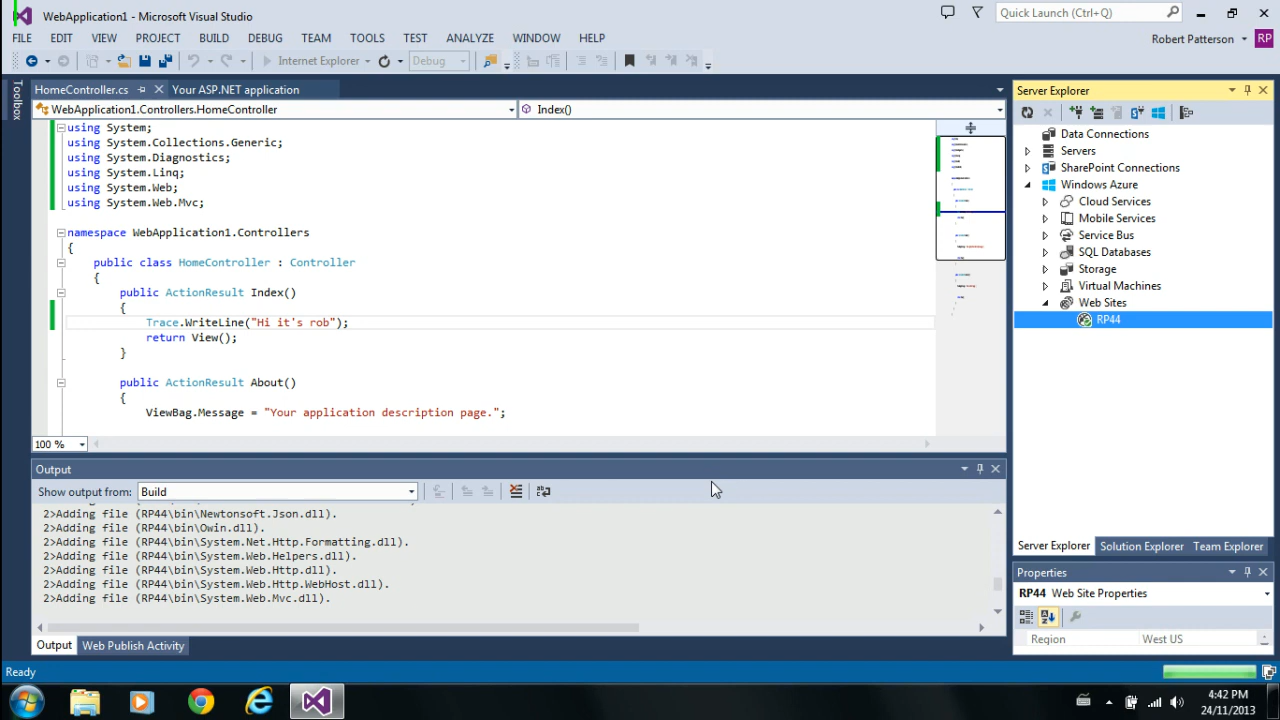 WebApplication1 - Microsoft Visual Studio
Quick Launch (Ctrl+Q)
FILE EDIT VIEW PROJECT BUILD DEBUG TEAM TOOLS TEST ANALYZE WINDOW HELP
Robert Patterson RP
Internet Explorer Debug
Toolbox
HomeController.cs Your ASP.NET application
WebApplication1.Controllers.HomeController Index()
using System;
using System.Collections.Generic;
using System.Diagnostics;
using System.Linq;
using System.Web;
using System.Web.Mvc;
namespace WebApplication1.Controllers
{
public class HomeController : Controller
{
public ActionResult Index()
{
Trace.WriteLine("Hi it's rob");
return View();
}
public ActionResult About()
{
ViewBag.Message = "Your application description page.";
100 %
Output
Show output from: Build
2>Adding file (RP44\bin\Newtonsoft.Json.dll).
2>Adding file (RP44\bin\Owin.dll).
2>Adding file (RP44\bin\System.Net.Http.Formatting.dll).
2>Adding file (RP44\bin\System.Web.Helpers.dll).
2>Adding file (RP44\bin\System.Web.Http.dll).
2>Adding file (RP44\bin\System.Web.Http.WebHost.dll).
2>Adding file (RP44\bin\System.Web.Mvc.dll).
Output Web Publish Activity
Server Explorer
Data Connections
Servers
SharePoint Connections
Windows Azure
Cloud Services
Mobile Services
Service Bus
SQL Databases
Storage
Virtual Machines
Web Sites
RP44
Server Explorer Solution Explorer Team Explorer
Properties
RP44 Web Site Properties
Region West US
Ready
4:42 PM
24/11/2013